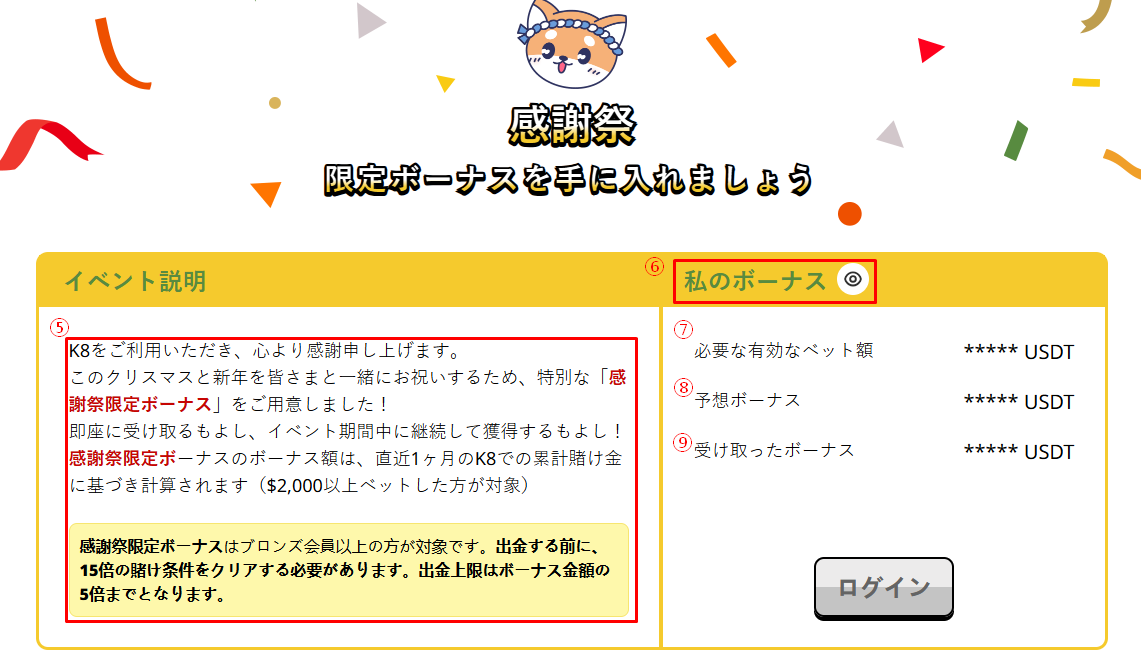 感謝祭
限定ボーナスを手に入れましょう
イベント説明
⑤
K8をご利用いただき、心より感謝申し上げます。
このクリスマスと新年を皆さまと一緒にお祝いするため、特別な「感
謝祭限定ボーナス」をご用意しました！
即座に受け取るもよし、イベント期間中に継続して獲得するもよし！
感謝祭限定ボーナスのボーナス額は、直近1ヶ月のK8での累計賭け金
に基づき計算されます（$2,000以上ベットした方が対象）
感謝祭限定ボーナスはブロンズ会員以上の方が対象です。出金する前に、
15倍の賭け条件をクリアする必要があります。出金上限はボーナス金額の
5倍までとなります。
⑥ 私のボーナス
⑦ 必要な有効なベット額 ***** USDT
⑧ 予想ボーナス ***** USDT
⑨ 受け取ったボーナス ***** USDT
ログイン